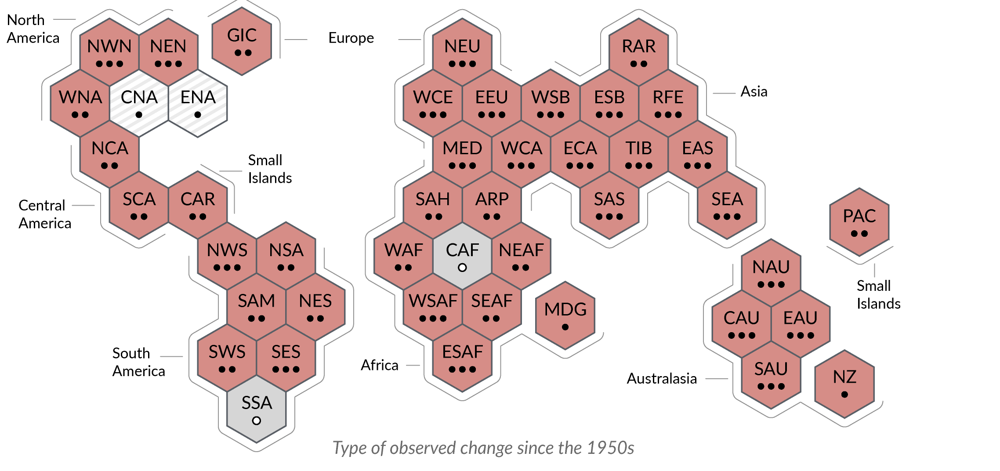 North
America
NWN
NEN
GIC
Europe
NEU
RAR
WNA
CNA
ENA
WCE
EEU
WSB
ESB
RFE
Asia
NCA
Small
Islands
MED
WCA
ECA
TIB
EAS
Central
America
SCA
CAR
SAH
ARP
SAS
SEA
PAC
NWS
NSA
WAF
CAF
NEAF
NAU
Small
Islands
SAM
NES
WSAF
SEAF
MDG
CAU
EAU
South
America
SWS
SES
Africa
ESAF
Australasia
SAU
NZ
SSA
Type of observed change since the 1950s